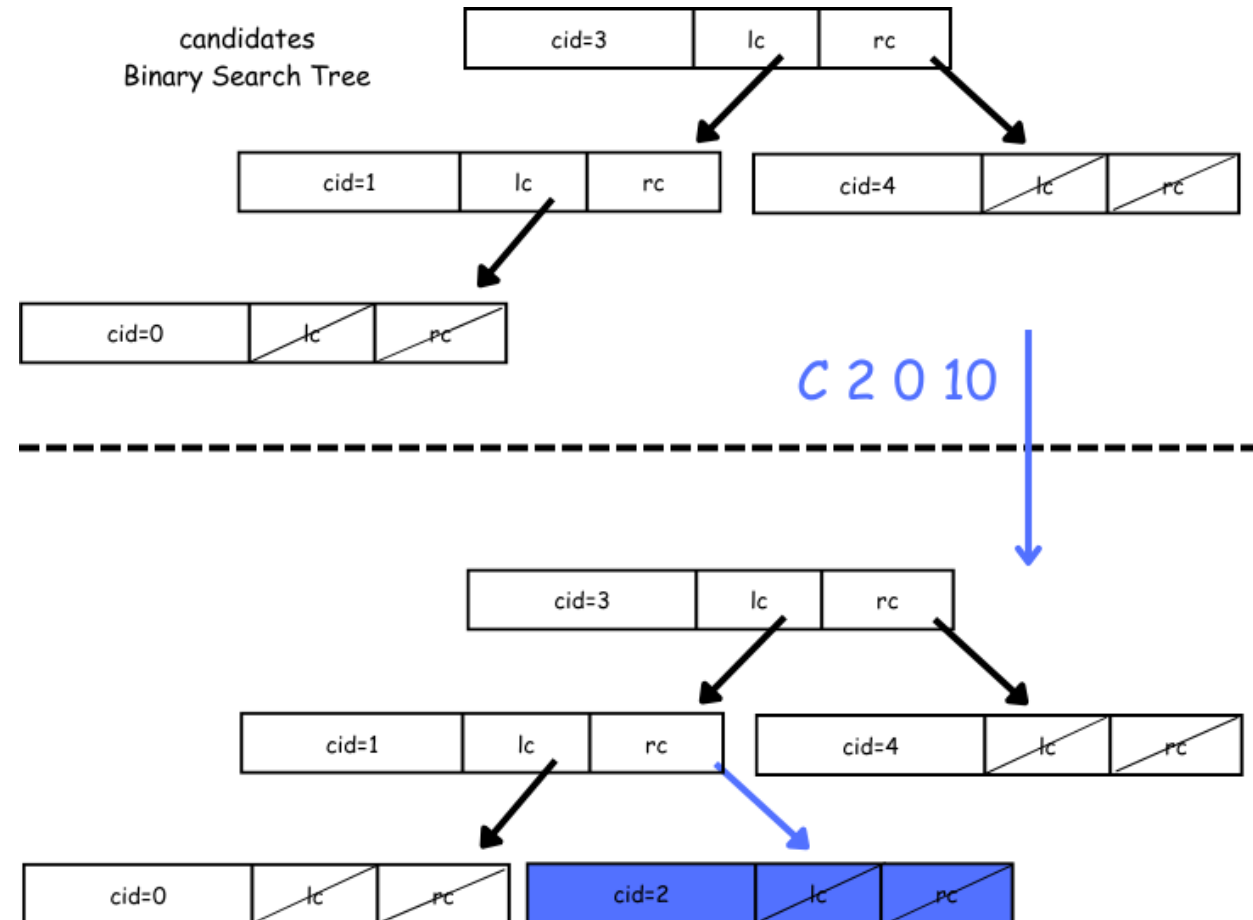 candidates
Binary Search Tree
cid=3 lc rc
cid=1 lc rc
cid=4 lc rc
cid=0 lc rc
C 2 0 10
cid=3 lc rc
cid=1 lc rc
cid=4 lc rc
cid=0 lc rc
cid=2 lc rc